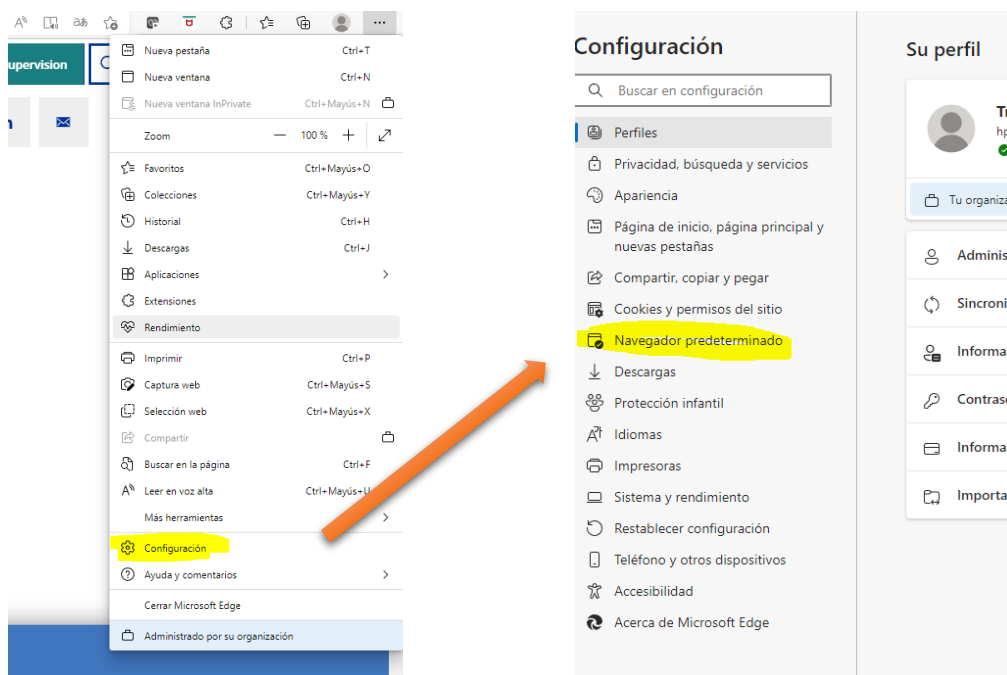 upervision
Nueva pestaña Ctrl+T
Nueva ventana Ctrl+N
Nueva ventana InPrivate Ctrl+Mayús+N
Zoom — 100 % +
Favoritos Ctrl+Mayús+O
Colecciones Ctrl+Mayús+Y
Historial Ctrl+H
Descargas Ctrl+J
Aplicaciones
Extensiones
Rendimiento
Imprimir Ctrl+P
Captura web Ctrl+Mayús+S
Selección web Ctrl+Mayús+X
Compartir
Buscar en la página Ctrl+F
Leer en voz alta Ctrl+Mayús+U
Más herramientas
Configuración
Ayuda y comentarios
Cerrar Microsoft Edge
Administrado por su organización
Configuración
Buscar en configuración
Perfiles
Privacidad, búsqueda y servicios
Apariencia
Página de inicio, página principal y
nuevas pestañas
Compartir, copiar y pegar
Cookies y permisos del sitio
Navegador predeterminado
Descargas
Protección infantil
Idiomas
Impresoras
Sistema y rendimiento
Restablecer configuración
Teléfono y otros dispositivos
Accesibilidad
Acerca de Microsoft Edge
Su perfil
Tu organiza
Adminis
Sincroni
Informa
Contras
Informa
Importa